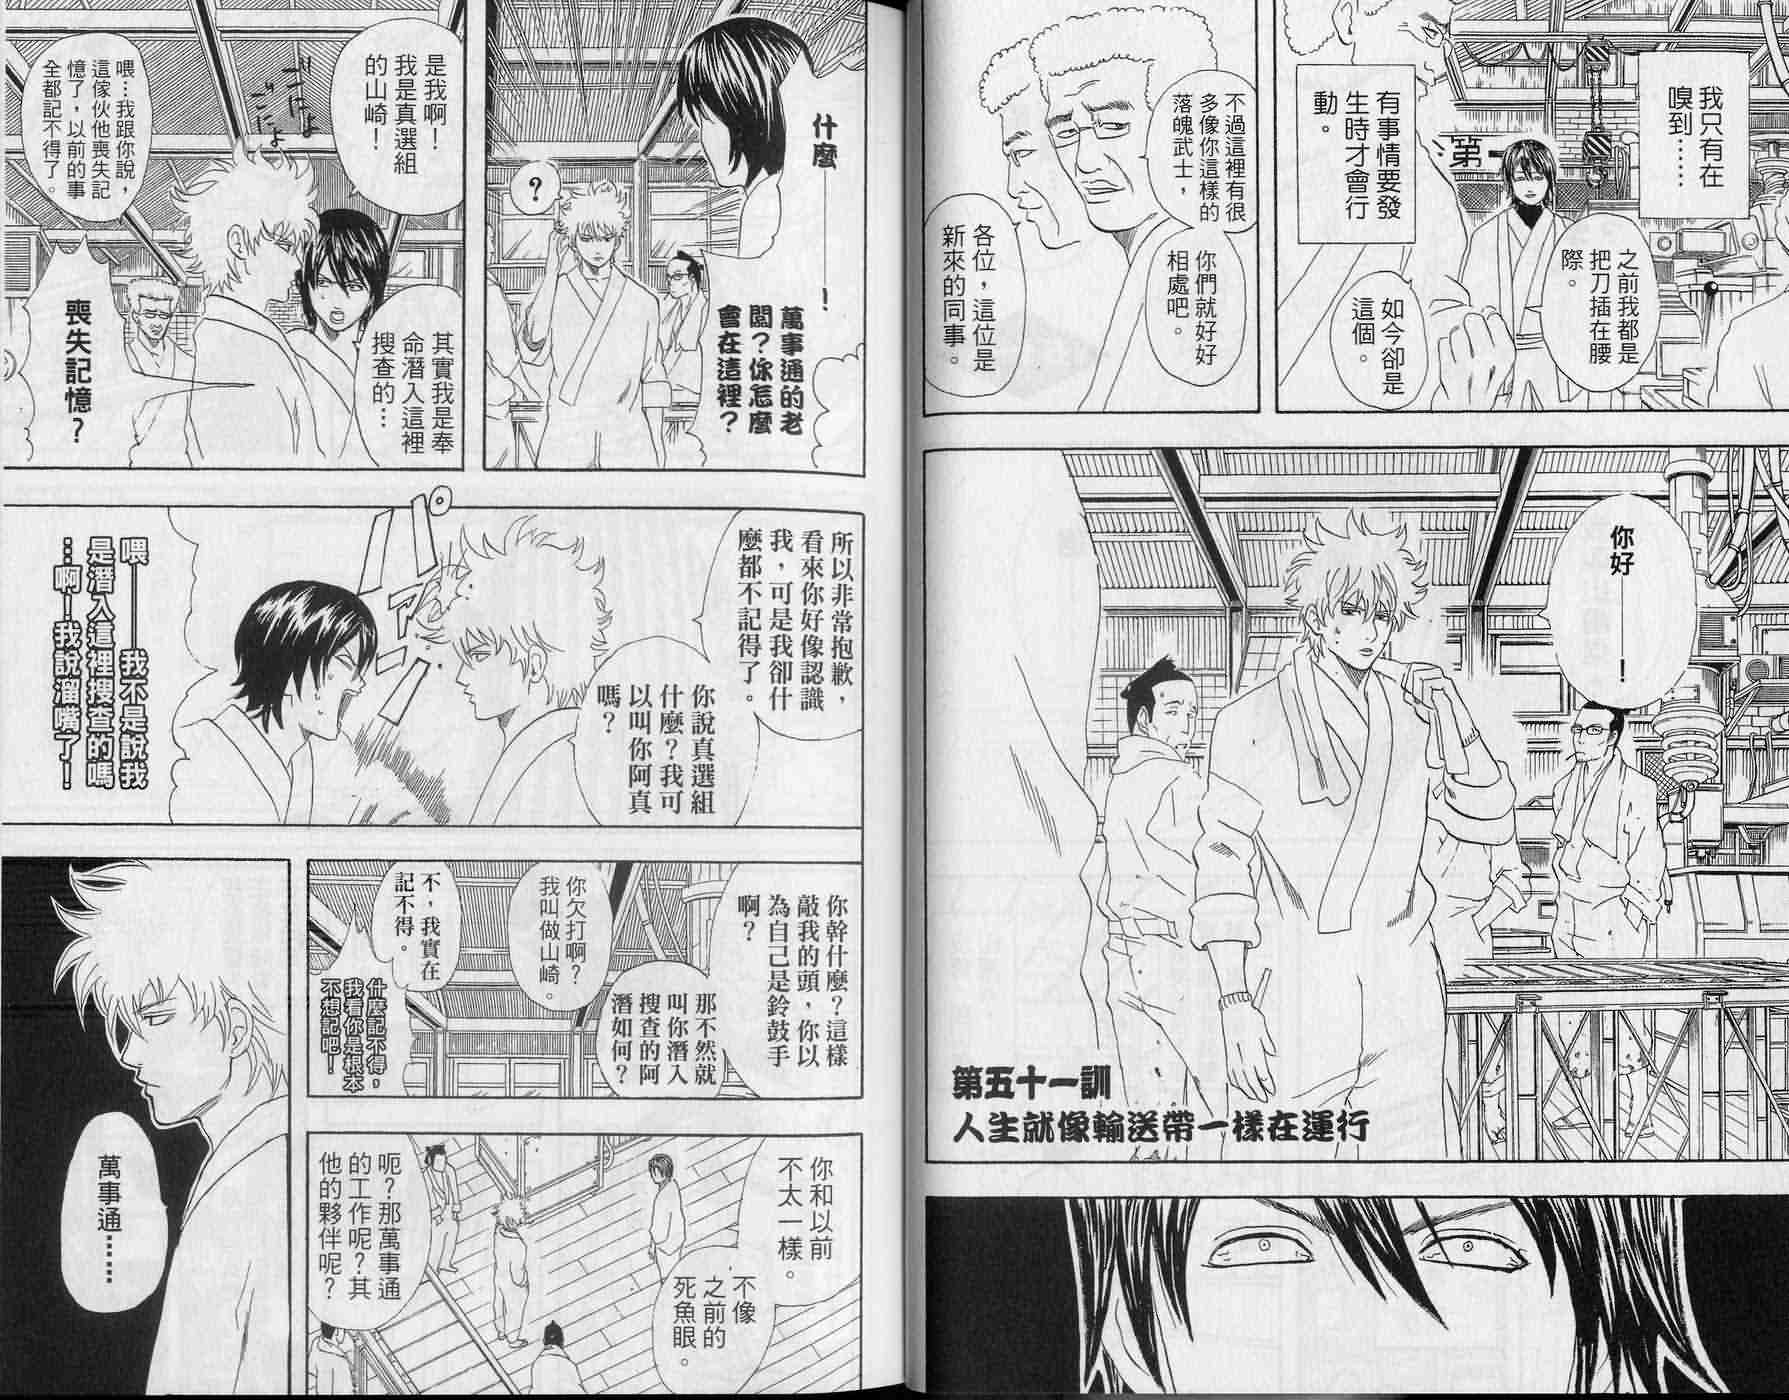 我只有在
嗅到……
有事情要發
生時才會行
動。
第一
之前我都是
把刀插在腰
際。
如今卻是
這個。
不過這裡有很
多像你這樣的
落魄武士，
你們就好好
相處吧。
各位，這位是
新來的同事。
你好——！
第五十一訓
人生就像輸送帶一樣在運行
什麼——！
萬事通的老
闆？你怎麼
會在這裡？
？
是我啊！
我是真選組
的山崎！
ごにょ
ごにょ
喂…我跟你說，
這傢伙他喪失記
憶了，以前的事
全都記不得了。
其實我是奉
命潛入這裡
搜查的…
喪失記憶？
所以非常抱歉，
看來你好像認識
我，可是我卻什
麼都不記得了。
你說真選組
什麼？我可
以叫你阿真
嗎？
パァン
喂——我不是說我
是潛入這裡搜查的嗎
…啊！我說溜嘴了！
你幹什麼？這樣
敲我的頭，你以
為自己是鈴鼓手
啊？
那不然就
叫你潛入
搜查的阿
潛如何？
你欠打啊？
我叫做山崎。
不，我實在
記不得。
什麼記不得，
我看你是根本
不想記吧！
你和以前
不太一樣。
不像
之前的
死魚眼。
呃？那萬事通
的工作呢？其
他的夥伴呢？
萬事通……